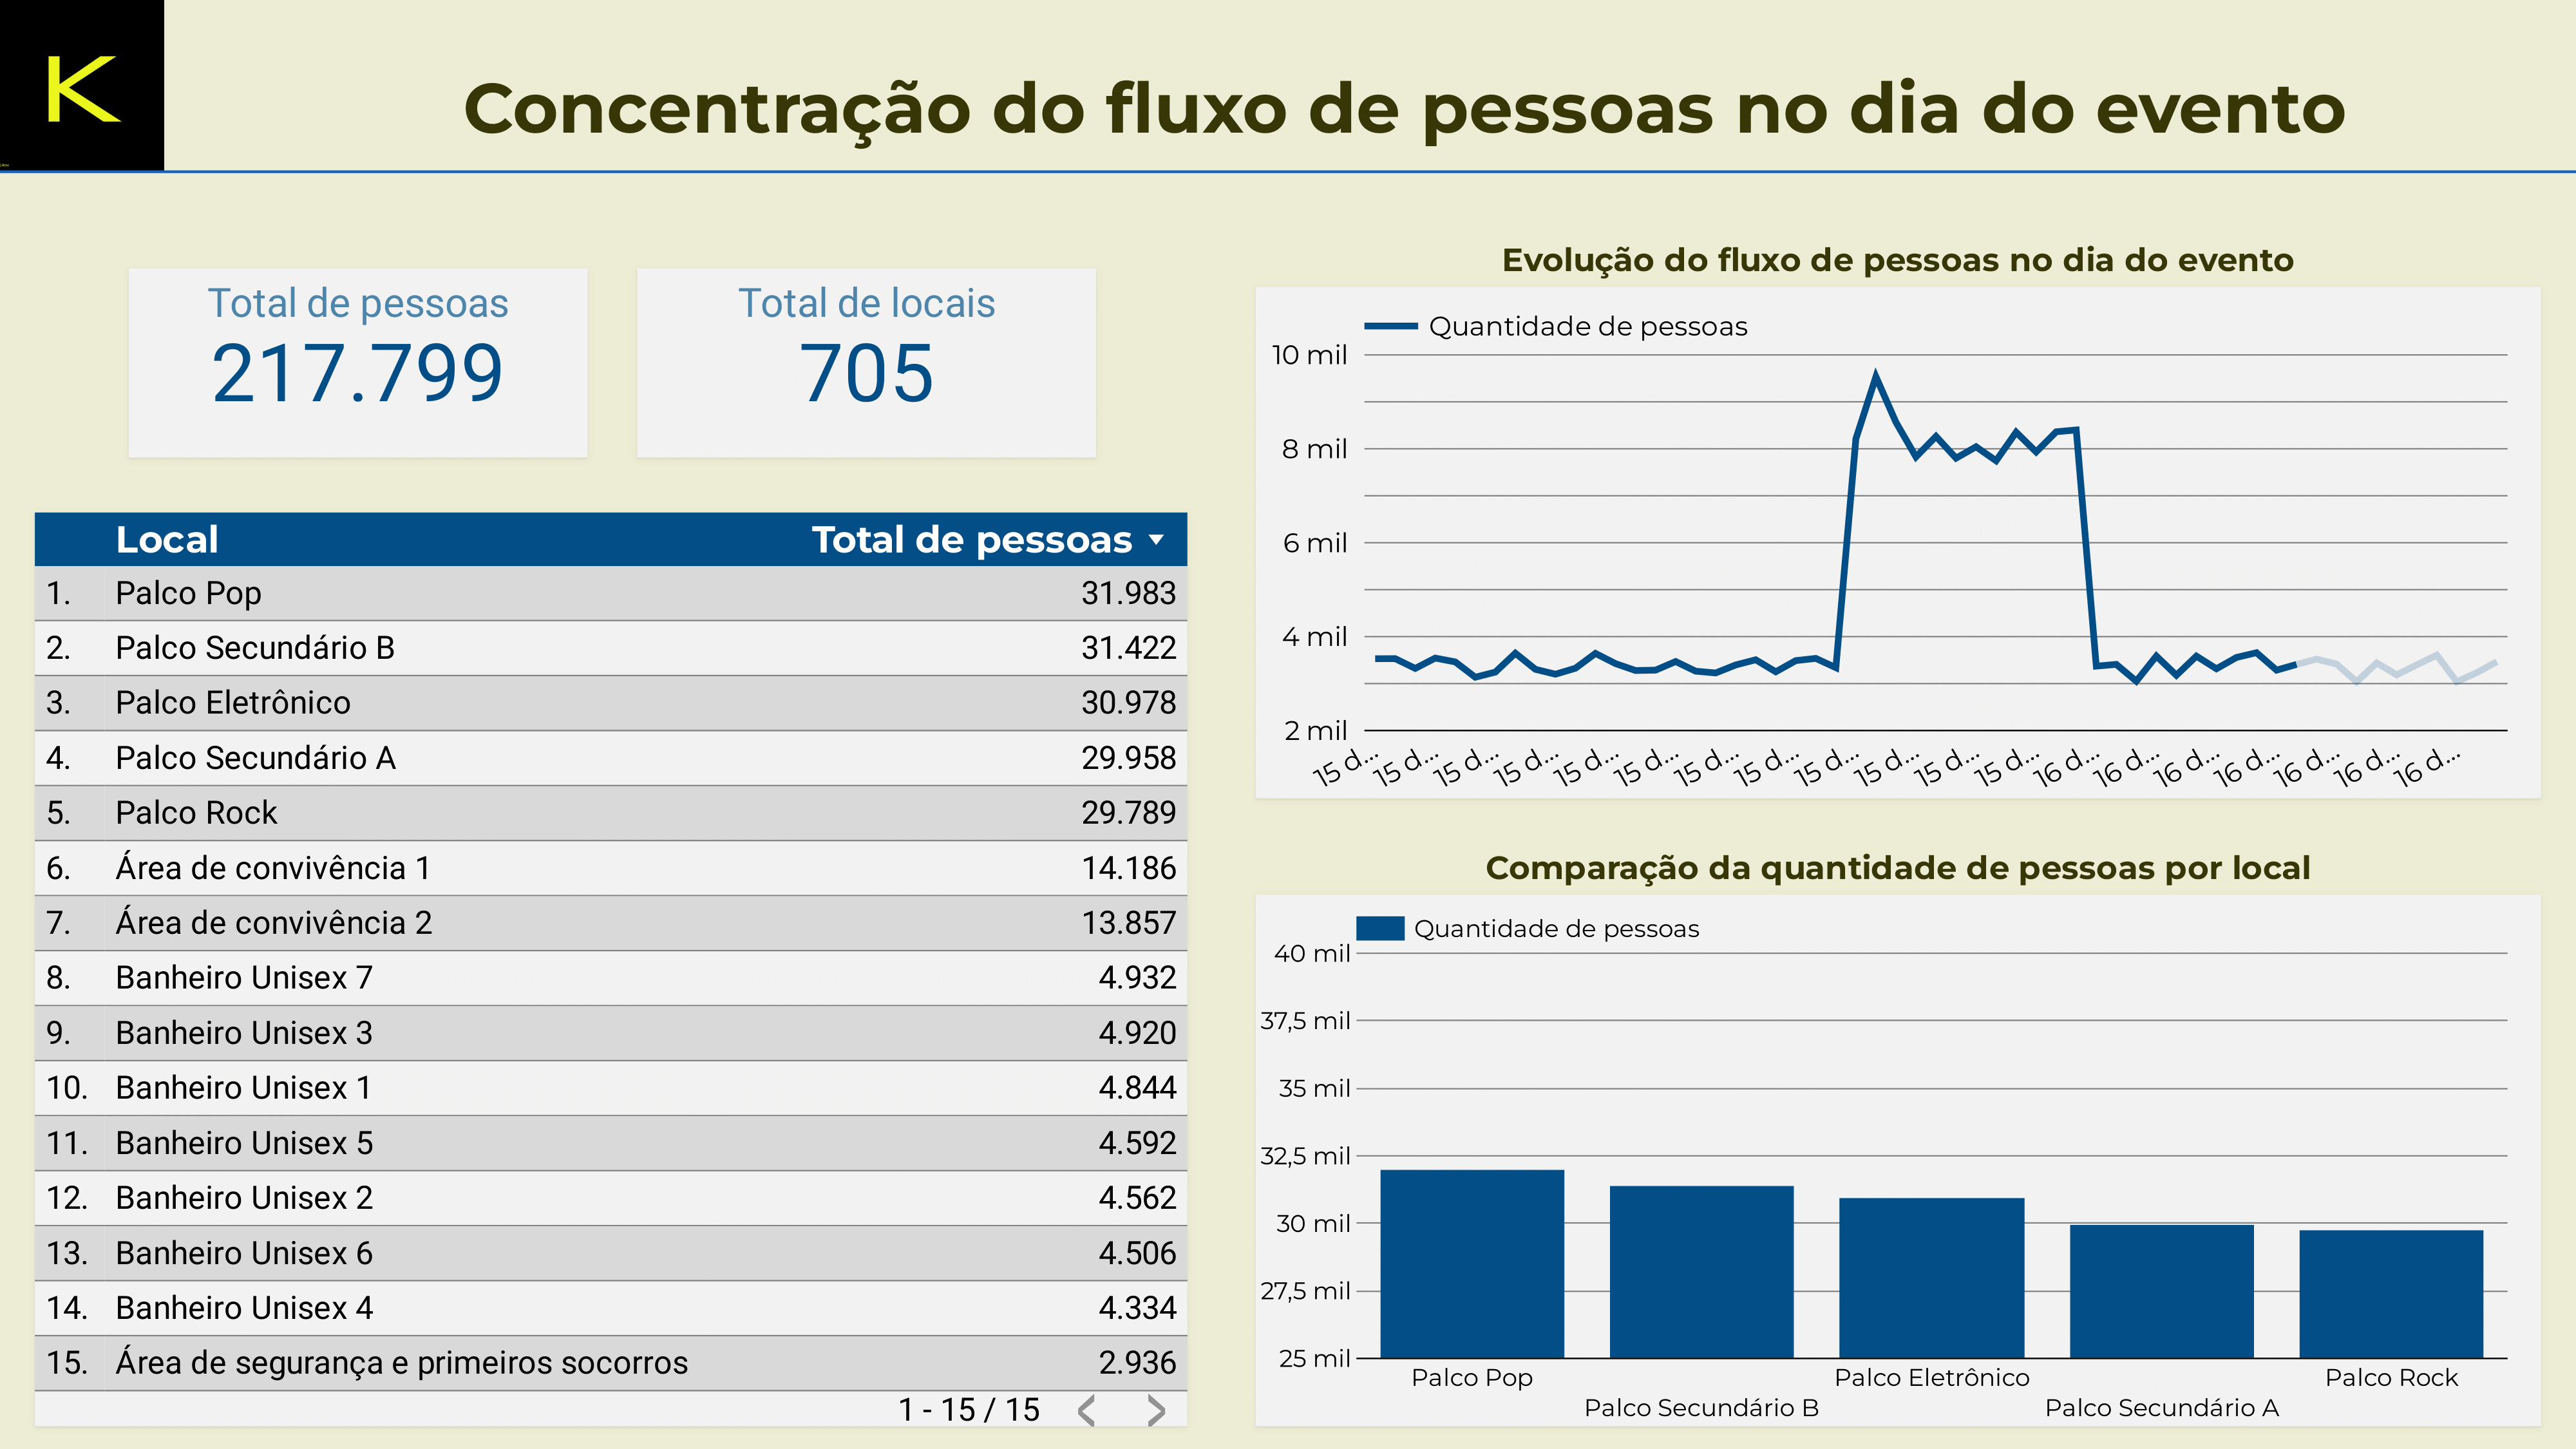 K
Concentração do fluxo de pessoas no dia do evento
Total de pessoas
217.799
Total de locais
705
Local Total de pessoas
1. Palco Pop 31.983
2. Palco Secundário B 31.422
3. Palco Eletrônico 30.978
4. Palco Secundário A 29.958
5. Palco Rock 29.789
6. Área de convivência 1 14.186
7. Área de convivência 2 13.857
8. Banheiro Unisex 7 4.932
9. Banheiro Unisex 3 4.920
10. Banheiro Unisex 1 4.844
11. Banheiro Unisex 5 4.592
12. Banheiro Unisex 2 4.562
13. Banheiro Unisex 6 4.506
14. Banheiro Unisex 4 4.334
15. Área de segurança e primeiros socorros 2.936
1 - 15 / 15
Evolução do fluxo de pessoas no dia do evento
Quantidade de pessoas
10 mil
8 mil
6 mil
4 mil
2 mil
15 d... 15 d... 15 d... 15 d... 15 d... 15 d... 15 d... 15 d... 15 d... 15 d... 15 d... 15 d... 16 d... 16 d... 16 d... 16 d... 16 d... 16 d... 16 d...
Comparação da quantidade de pessoas por local
Quantidade de pessoas
40 mil
37,5 mil
35 mil
32,5 mil
30 mil
27,5 mil
25 mil
Palco Pop Palco Eletrônico Palco Rock
Palco Secundário B Palco Secundário A